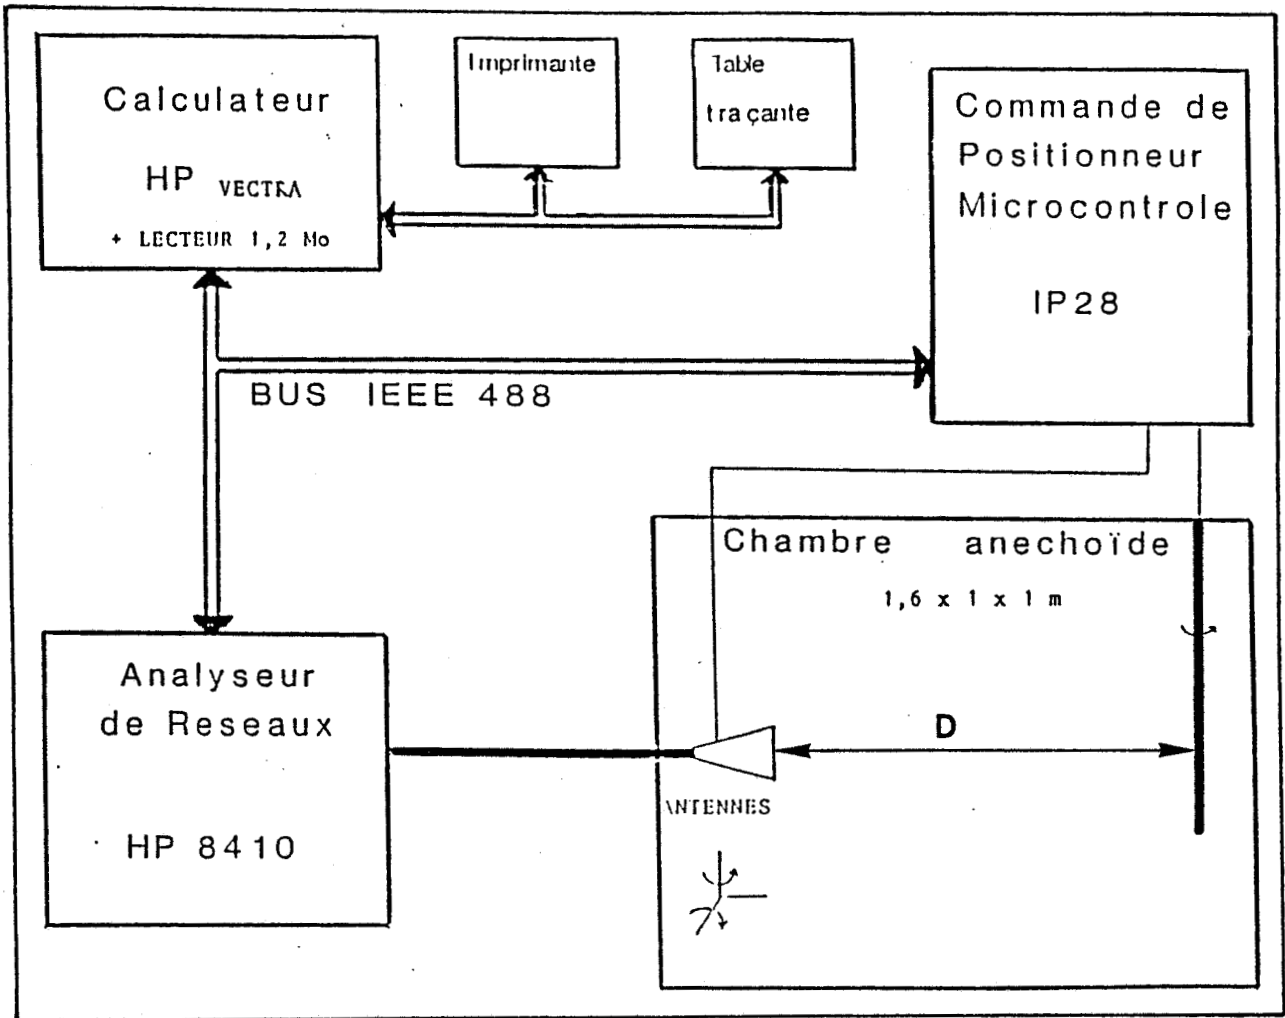 Calculateur
HP VECTRA
+ LECTEUR 1,2 Mo
Imprimante
Table
traçante
Commande de
Positionneur
Microcontrole
IP28
BUS IEEE 488
Chambre anechoïde
1,6 x 1 x 1 m
Analyseur
de Reseaux
HP 8410
D
ANTENNES